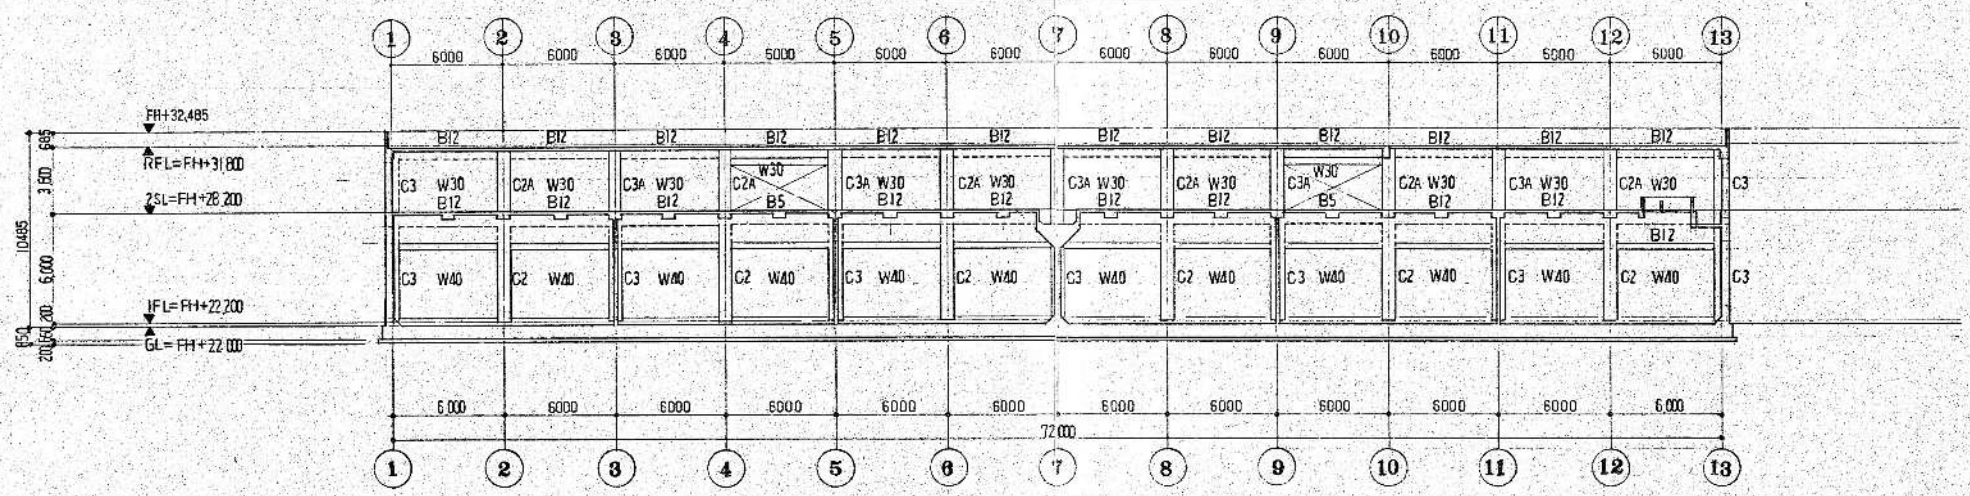 1 2 3 4 5 6 7 8 9 10 11 12 13
6000 6000 6000 6000 6000 6000 6000 6000 6000 6000 6000 6000
FH+32,485
B12 B12 B12 B12 B12 B12 B12 B12 B12 B12 B12 B12
685
RFL=FH+31,800
3,600
W30 W30
C3 W30 C2A W30 C3A W30 C2A C3A W30 C2A W30 C3A W30 C2A W30 C3A C2A W30 C3A W30 C2A W30 C3
2SL=FH+28,200
B12 B12 B12 B5 B12 B12 B12 B12 B5 B12 B12
B12
10485
6,000
C3 W40 C2 W40 C3 W40 C2 W40 C3 W40 C2 W40 C3 W40 C2 W40 C3 W40 C2 W40 C3 W40 C2 W40 C3
1FL=FH+22,200
200
850
GL=FH+22,000
6,000 6000 6000 6000 6000 6000 6000 6000 6000 6000 6000 6,000
72,000
1 2 3 4 5 6 7 8 9 10 11 12 13